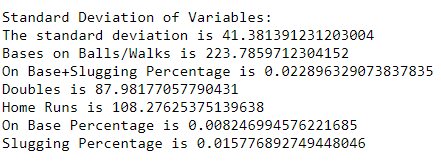 Standard Deviation of Variables:
The standard deviation is 41.381391231203004
Bases on Balls/Walks is 223.7859712304152
On Base+Slugging Percentage is 0.022896329073837835
Doubles is 87.98177057790431
Home Runs is 108.27625375139638
On Base Percentage is 0.008246994576221685
Slugging Percentage is 0.015776892749448046